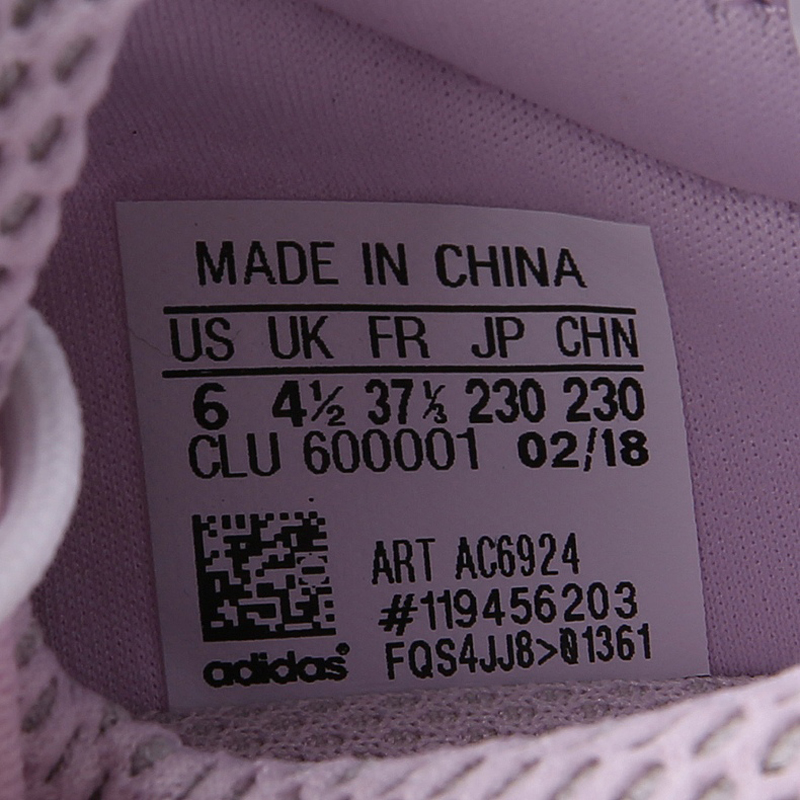 MADE IN CHINA
US UK FR JP CHN
6 4½ 37⅓ 230 230
CLU 600001 02/18
ART AC6924
#119456203
FQS4JJ8>01361
adidas®